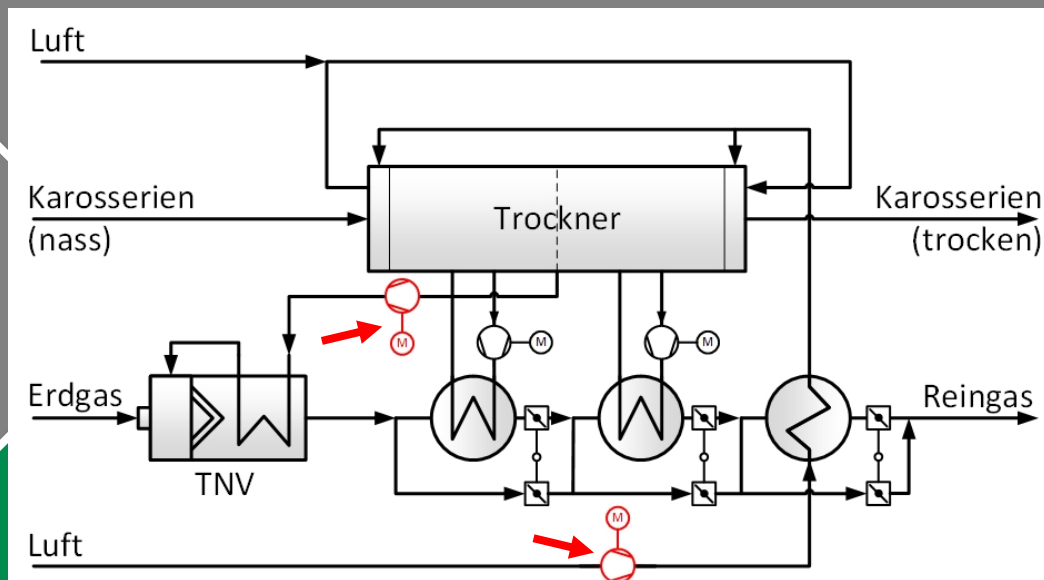 Luft
Karosserien
(nass)
Trockner
Karosserien
(trocken)
M
M
M
Erdgas
Reingas
TNV
M
Luft